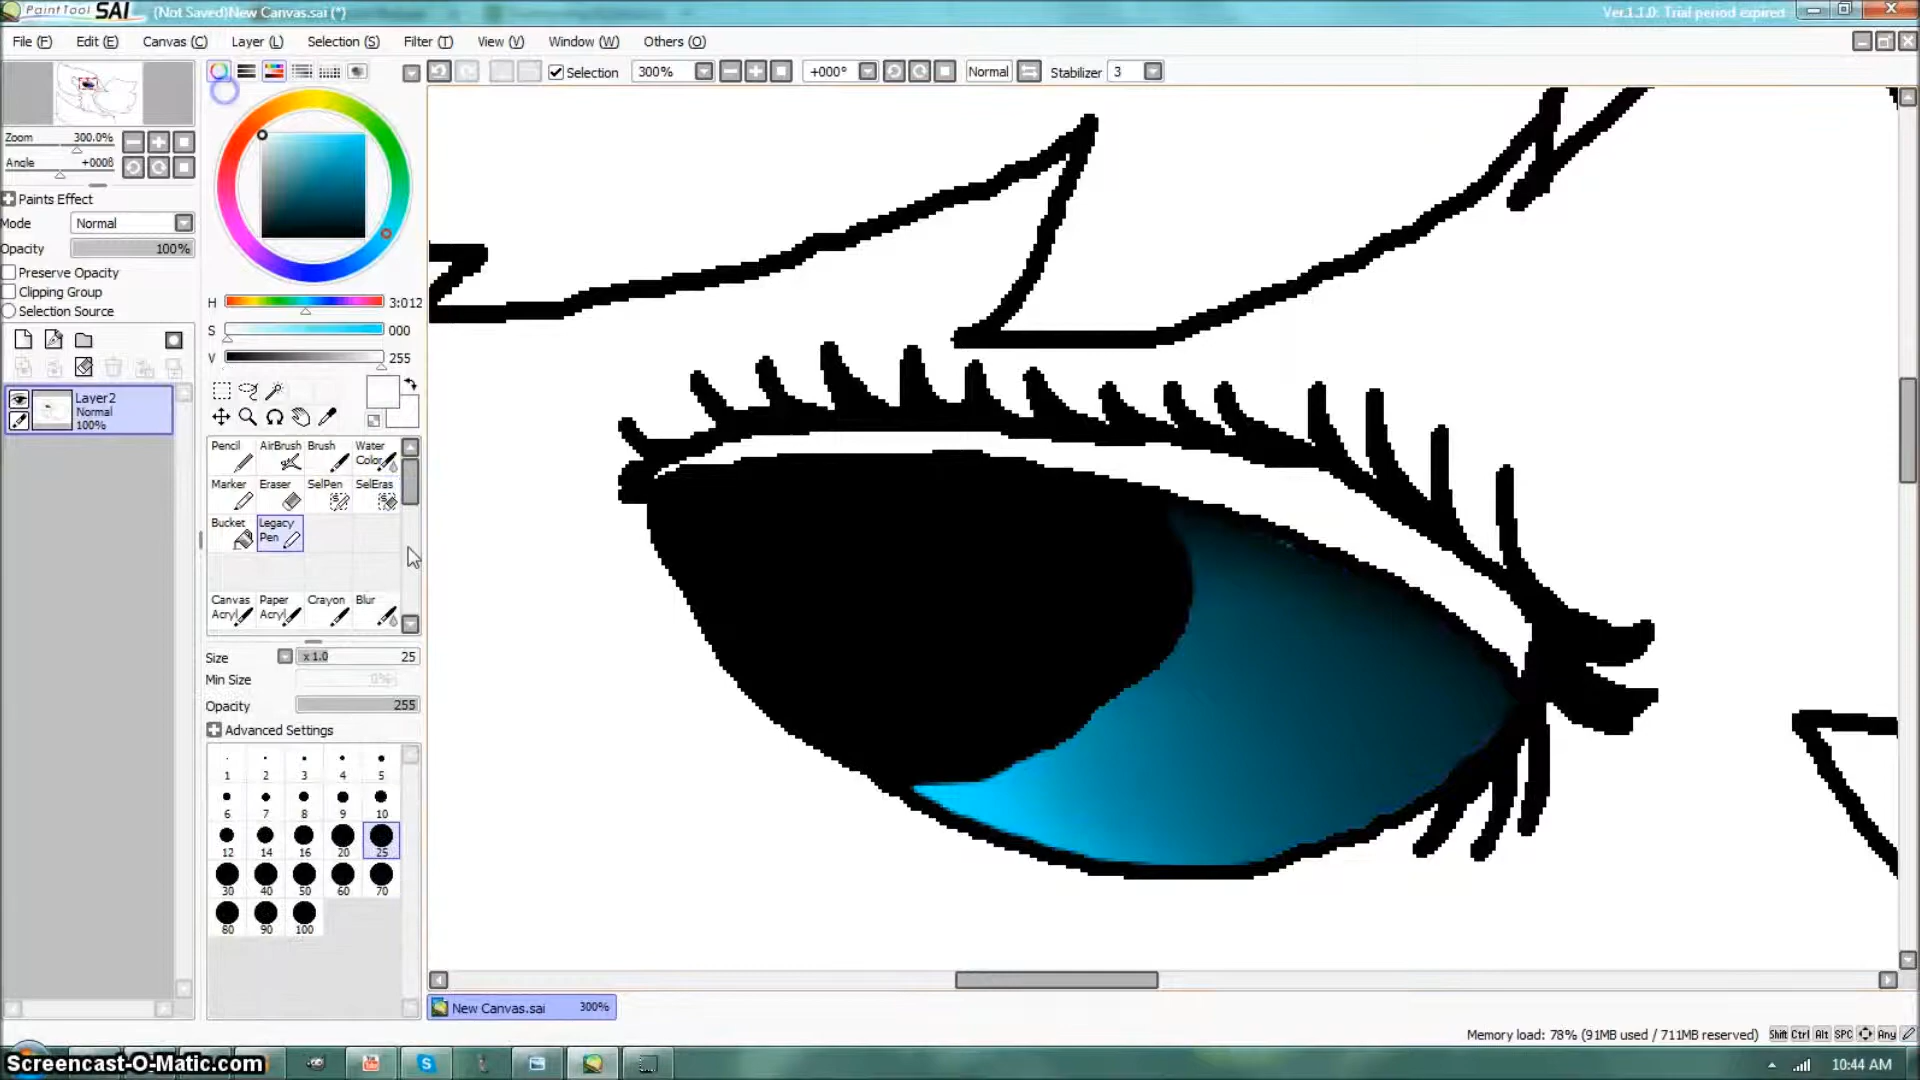 PaintTool SAI (Not Saved)New Canvas.sai (*) Ver.1.1.0: Trial period expired
File (F) Edit (E) Canvas (C) Layer (L) Selection (S) Filter (T) View (V) Window (W) Others (O)
Selection 300% +000° Normal Stabilizer 3
Zoom 300.0%
Angle +000ß
Paints Effect
Mode Normal
Opacity 100%
Preserve Opacity
Clipping Group
Selection Source
Layer2
Normal
100%
H 3:012
S 000
V 255
Pencil AirBrush Brush Water Color
Marker Eraser SelPen SelEras
Bucket Legacy Pen
Canvas Acryl Paper Acryl Crayon Blur
Size x 1.0 25
Min Size 0%
Opacity 255
Advanced Settings
1 2 3 4 5
6 7 8 9 10
12 14 16 20 25
30 40 50 60 70
80 90 100
New Canvas.sai 300%
Memory load: 78% (91MB used / 711MB reserved) Shift Ctrl Alt SPC Any
Screencast-O-Matic.com
10:44 AM